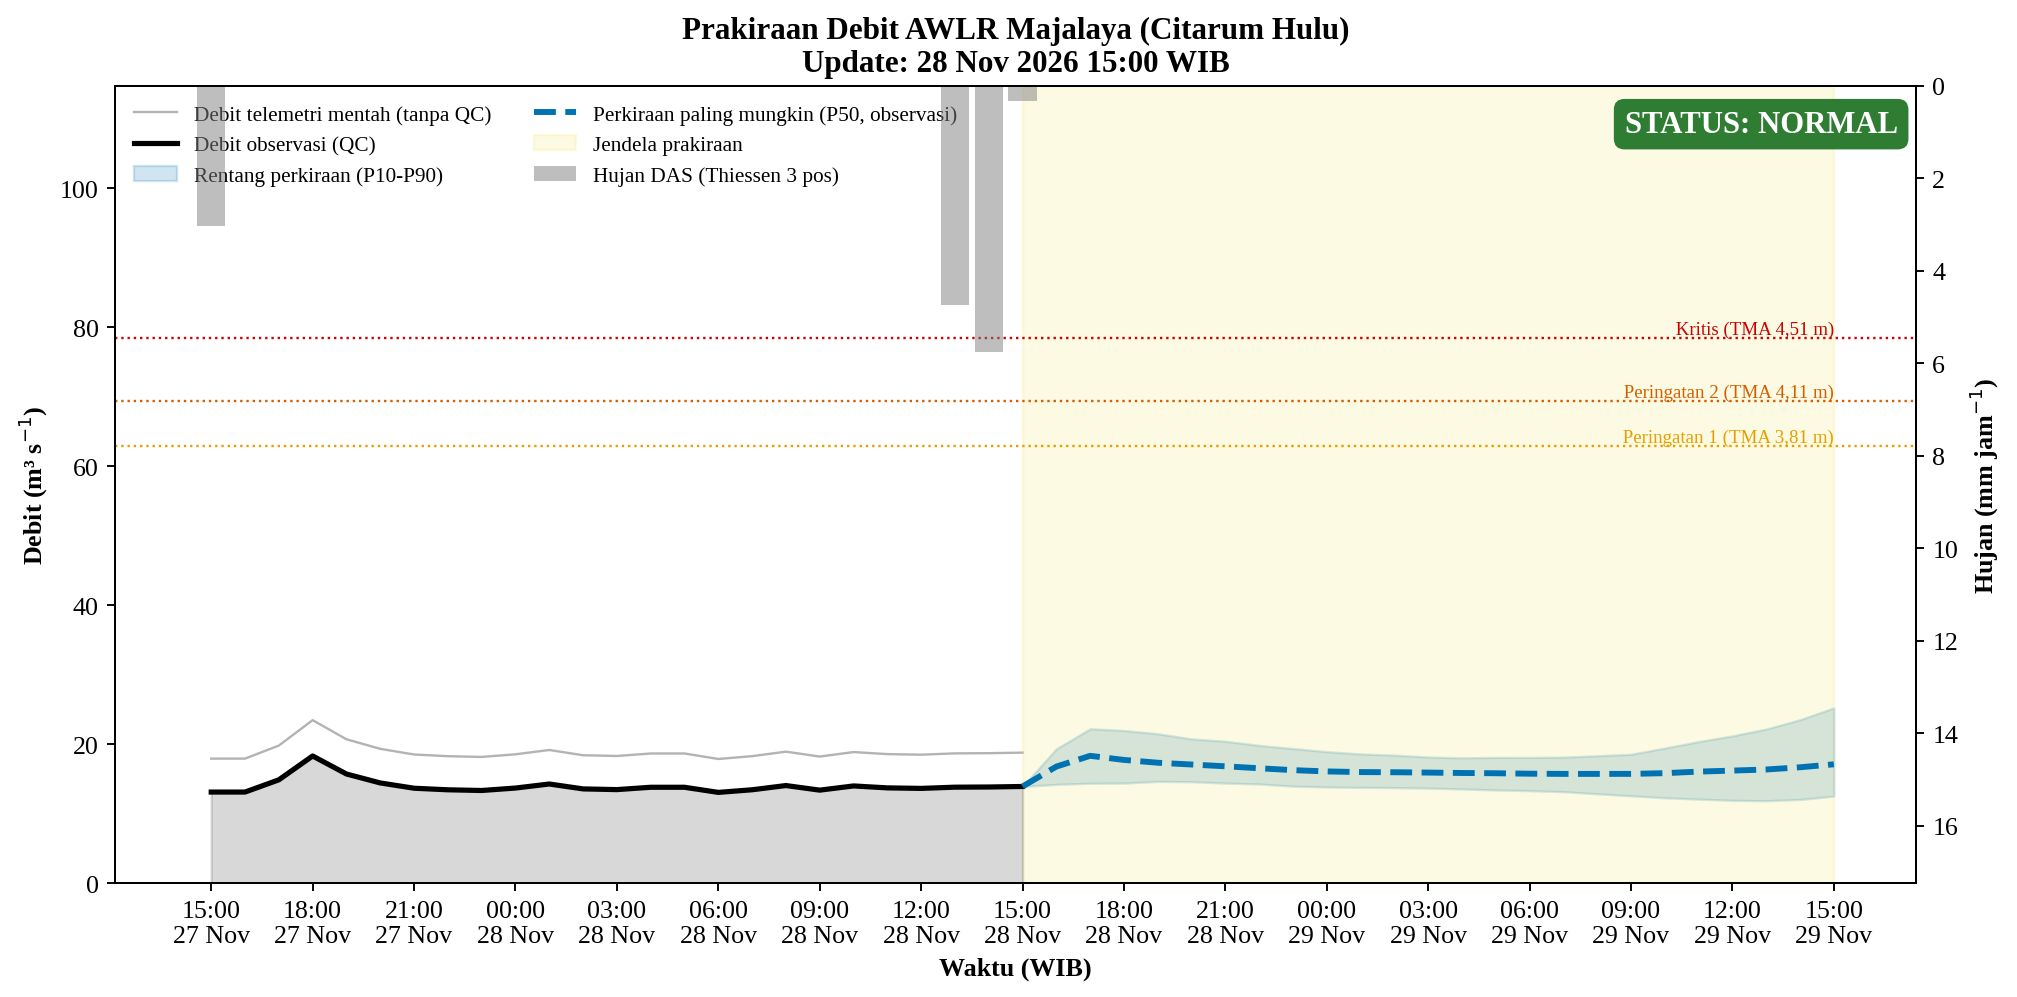 Prakiraan Debit AWLR Majalaya (Citarum Hulu)
Update: 28 Nov 2026 15:00 WIB
Debit telemetri mentah (tanpa QC)
Debit observasi (QC)
Rentang perkiraan (P10-P90)
Perkiraan paling mungkin (P50, observasi)
Jendela prakiraan
Hujan DAS (Thiessen 3 pos)
STATUS: NORMAL
Kritis (TMA 4,51 m)
Peringatan 2 (TMA 4,11 m)
Peringatan 1 (TMA 3,81 m)
Debit (m³ s⁻¹)
100
80
60
40
20
0
Hujan (mm jam⁻¹)
0
2
4
6
8
10
12
14
16
15:00 18:00 21:00 00:00 03:00 06:00 09:00 12:00 15:00 18:00 21:00 00:00 03:00 06:00 09:00 12:00 15:00
27 Nov 27 Nov 27 Nov 28 Nov 28 Nov 28 Nov 28 Nov 28 Nov 28 Nov 28 Nov 28 Nov 29 Nov 29 Nov 29 Nov 29 Nov 29 Nov 29 Nov
Waktu (WIB)